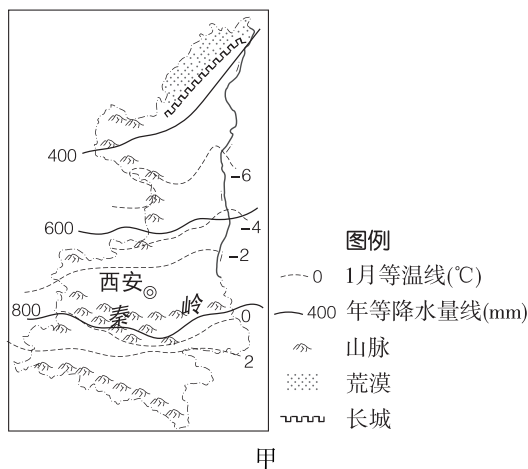 400
-6
600
-4
-2
西安
秦 岭
800
0
2
图例
0 1月等温线(℃)
400 年等降水量线(mm)
山脉
荒漠
长城
甲